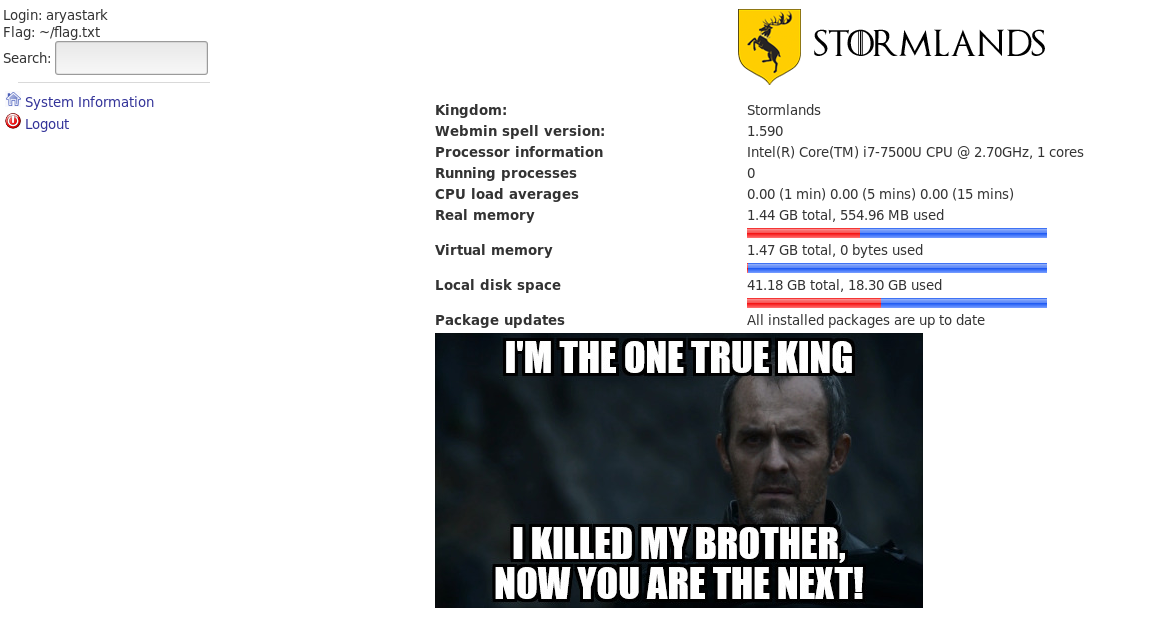 Login: aryastark
Flag: ~/flag.txt
Search:
System Information
Logout
STORMLANDS
Kingdom: Stormlands
Webmin spell version: 1.590
Processor information Intel(R) Core(TM) i7-7500U CPU @ 2.70GHz, 1 cores
Running processes 0
CPU load averages 0.00 (1 min) 0.00 (5 mins) 0.00 (15 mins)
Real memory 1.44 GB total, 554.96 MB used
Virtual memory 1.47 GB total, 0 bytes used
Local disk space 41.18 GB total, 18.30 GB used
Package updates All installed packages are up to date
I'M THE ONE TRUE KING
I KILLED MY BROTHER,
NOW YOU ARE THE NEXT!